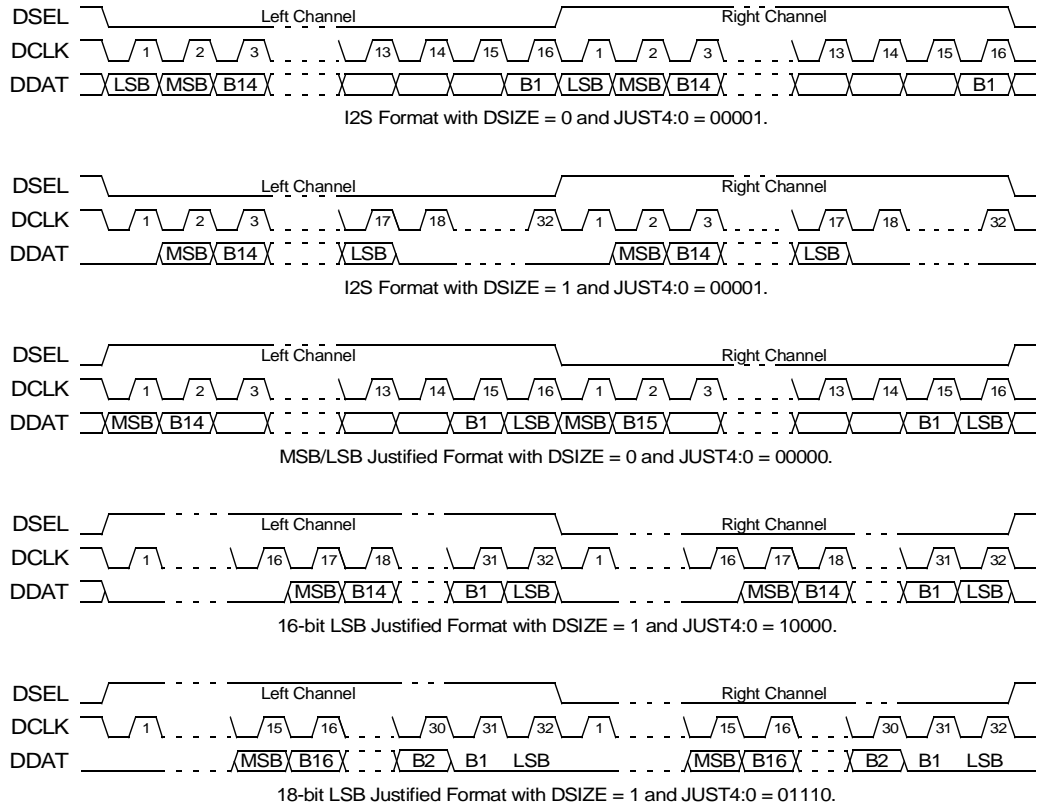 DSEL Left Channel Right Channel
DCLK 1 2 3 13 14 15 16 1 2 3 13 14 15 16
DDAT LSB MSB B14 B1 LSB MSB B14 B1
I2S Format with DSIZE = 0 and JUST4:0 = 00001.
DSEL Left Channel Right Channel
DCLK 1 2 3 17 18 32 1 2 3 17 18 32
DDAT MSB B14 LSB MSB B14 LSB
I2S Format with DSIZE = 1 and JUST4:0 = 00001.
DSEL Left Channel Right Channel
DCLK 1 2 3 13 14 15 16 1 2 3 13 14 15 16
DDAT MSB B14 B1 LSB MSB B15 B1 LSB
MSB/LSB Justified Format with DSIZE = 0 and JUST4:0 = 00000.
DSEL Left Channel Right Channel
DCLK 1 16 17 18 31 32 1 16 17 18 31 32
DDAT MSB B14 B1 LSB MSB B14 B1 LSB
16-bit LSB Justified Format with DSIZE = 1 and JUST4:0 = 10000.
DSEL Left Channel Right Channel
DCLK 1 15 16 30 31 32 1 15 16 30 31 32
DDAT MSB B16 B2 B1 LSB MSB B16 B2 B1 LSB
18-bit LSB Justified Format with DSIZE = 1 and JUST4:0 = 01110.